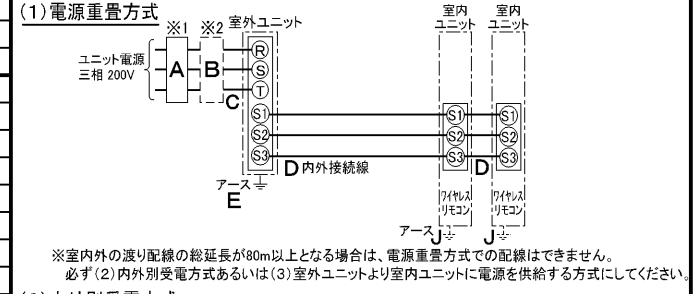 (1)電源重畳方式
※1 ※2 室外ユニット
室内ユニット 室内ユニット
ユニット電源
三相 200V
A B C
R
S
T
S1 S1 S1
S2 S2 S2
S3 S3 S3
D 内外接続線 D
アース
E
ワイヤレスリモコン ワイヤレスリモコン
アース J J
※室内外の渡り配線の総延長が80m以上となる場合は、電源重畳方式での配線はできません。
必ず(2)内外別受電方式あるいは(3)室外ユニットより室内ユニットに電源を供給する方式にしてください。